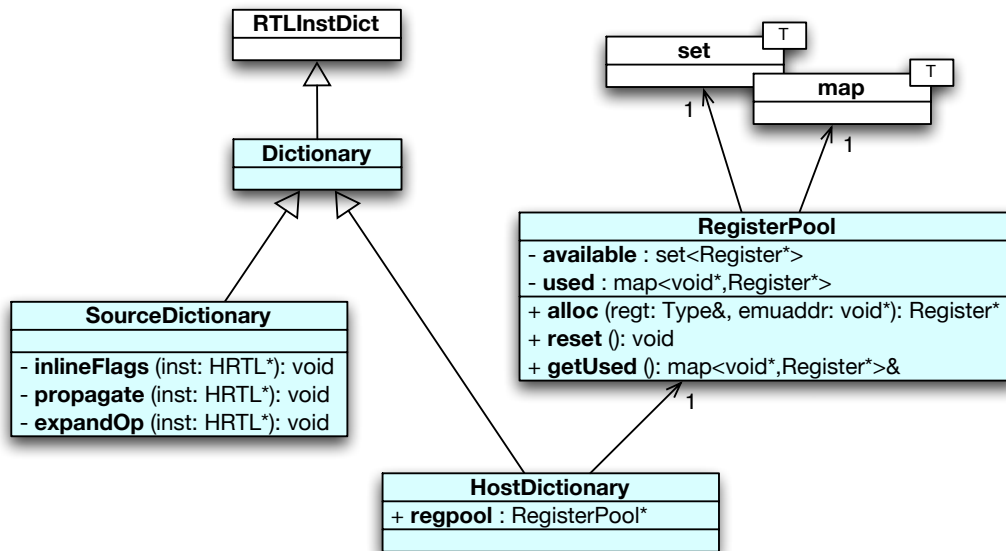 RTLInstDict
T
set
T
map
1
1
Dictionary
RegisterPool
- available : set<Register*>
- used : map<void*,Register*>
+ alloc (regt: Type&, emuaddr: void*): Register*
+ reset (): void
+ getUsed (): map<void*,Register*>&
SourceDictionary
- inlineFlags (inst: HRTL*): void
- propagate (inst: HRTL*): void
- expandOp (inst: HRTL*): void
1
HostDictionary
+ regpool : RegisterPool*